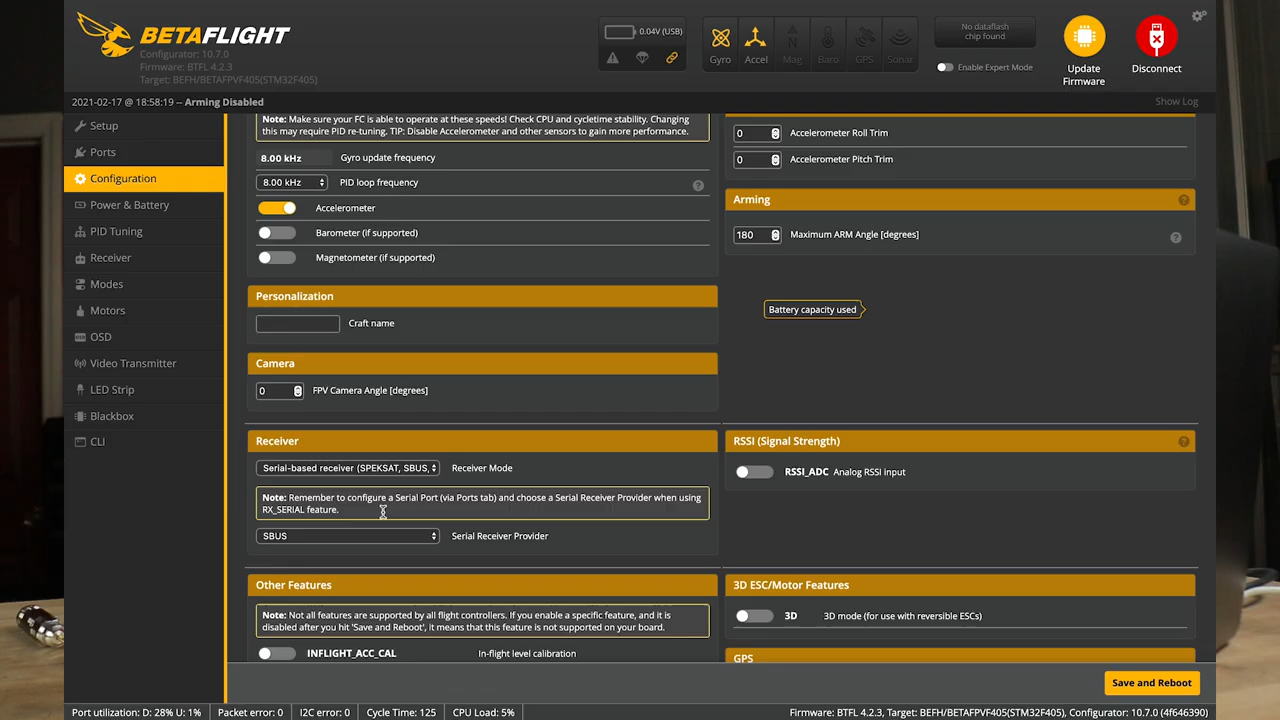 BETAFLIGHT
Configurator: 10.7.0
Firmware: BTFL 4.2.3
Target: BEFH/BETAFPVF405(STM32F405)
0.04V (USB)
Gyro
Accel
Mag
Baro
GPS
Sonar
No dataflash
chip found
Enable Expert Mode
Update
Firmware
Disconnect
2021-02-17 @ 18:58:19 -- Arming Disabled
Show Log
Setup
Ports
Configuration
Power & Battery
PID Tuning
Receiver
Modes
Motors
OSD
Video Transmitter
LED Strip
Blackbox
CLI
Note: Make sure your FC is able to operate at these speeds! Check CPU and cycletime stability. Changing
this may require PID re-tuning. TIP: Disable Accelerometer and other sensors to gain more performance.
8.00 kHz Gyro update frequency
8.00 kHz PID loop frequency
Accelerometer
Barometer (if supported)
Magnetometer (if supported)
Personalization
Craft name
Camera
0 FPV Camera Angle [degrees]
Receiver
Serial-based receiver (SPEKSAT, SBUS, Receiver Mode
Note: Remember to configure a Serial Port (via Ports tab) and choose a Serial Receiver Provider when using
RX_SERIAL feature.
SBUS Serial Receiver Provider
Other Features
Note: Not all features are supported by all flight controllers. If you enable a specific feature, and it is
disabled after you hit 'Save and Reboot', it means that this feature is not supported on your board.
INFLIGHT_ACC_CAL In-flight level calibration
0 Accelerometer Roll Trim
0 Accelerometer Pitch Trim
Arming
180 Maximum ARM Angle [degrees]
Battery capacity used
RSSI (Signal Strength)
RSSI_ADC Analog RSSI input
3D ESC/Motor Features
3D 3D mode (for use with reversible ESCs)
GPS
Save and Reboot
Port utilization: D: 28% U: 1% Packet error: 0 I2C error: 0 Cycle Time: 125 CPU Load: 5% Firmware: BTFL 4.2.3, Target: BEFH/BETAFPVF405(STM32F405), Configurator: 10.7.0 (4f646390)